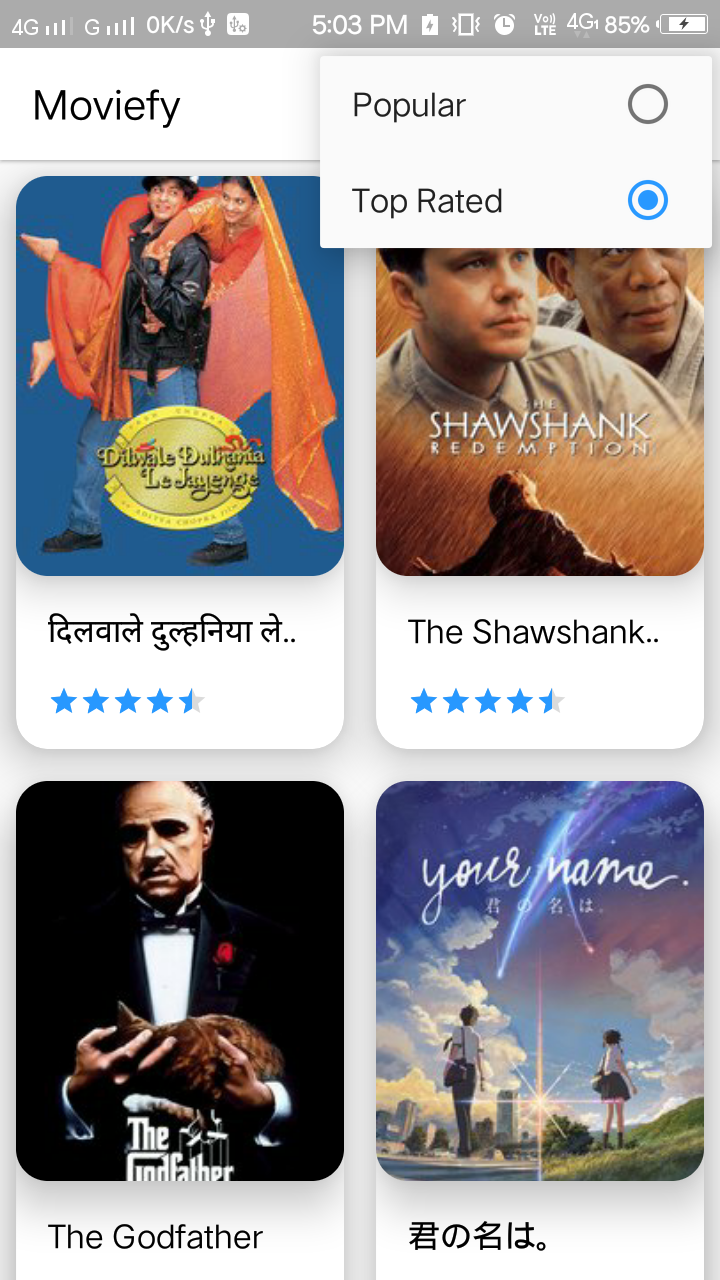 4G G 0K/s 5:03 PM Vo)) LTE 4G1 85%
Moviefy
Popular
Top Rated
Dilwale Dulhania
Le Jayenge
AN ADITYA CHOPRA film
THE
SHAWSHANK
REDEMPTION
दिलवाले दुल्हनिया ले..
The Shawshank..
The
Godfather
your name.
君の名は。
The Godfather
君の名は。